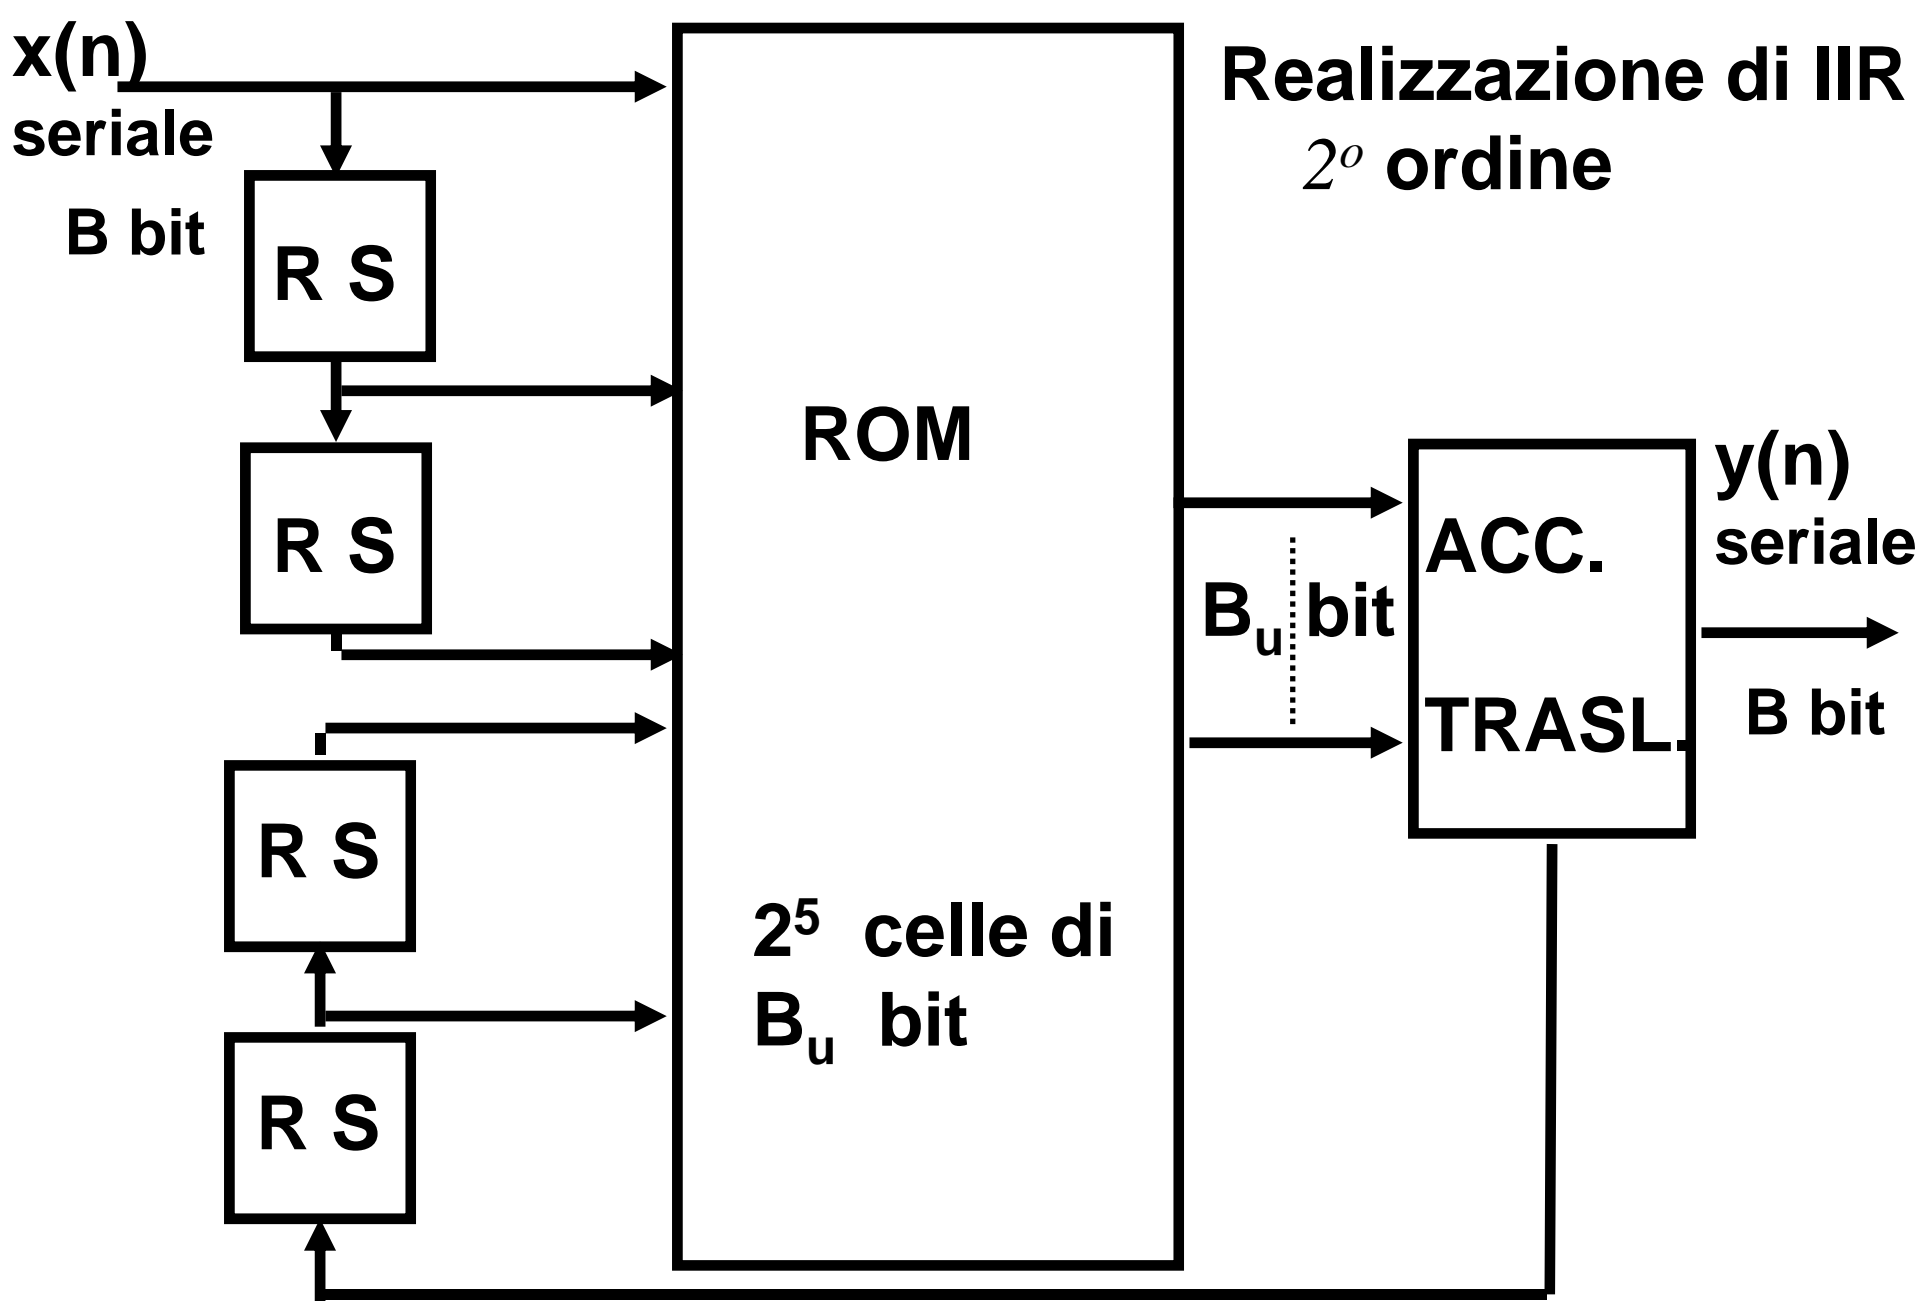 x(n)
seriale
B bit
Realizzazione di IIR
2º ordine
R S
R S
R S
R S
ROM
2⁵ celle di
Bᵤ bit
Bᵤ bit
ACC.
TRASL.
y(n)
seriale
B bit